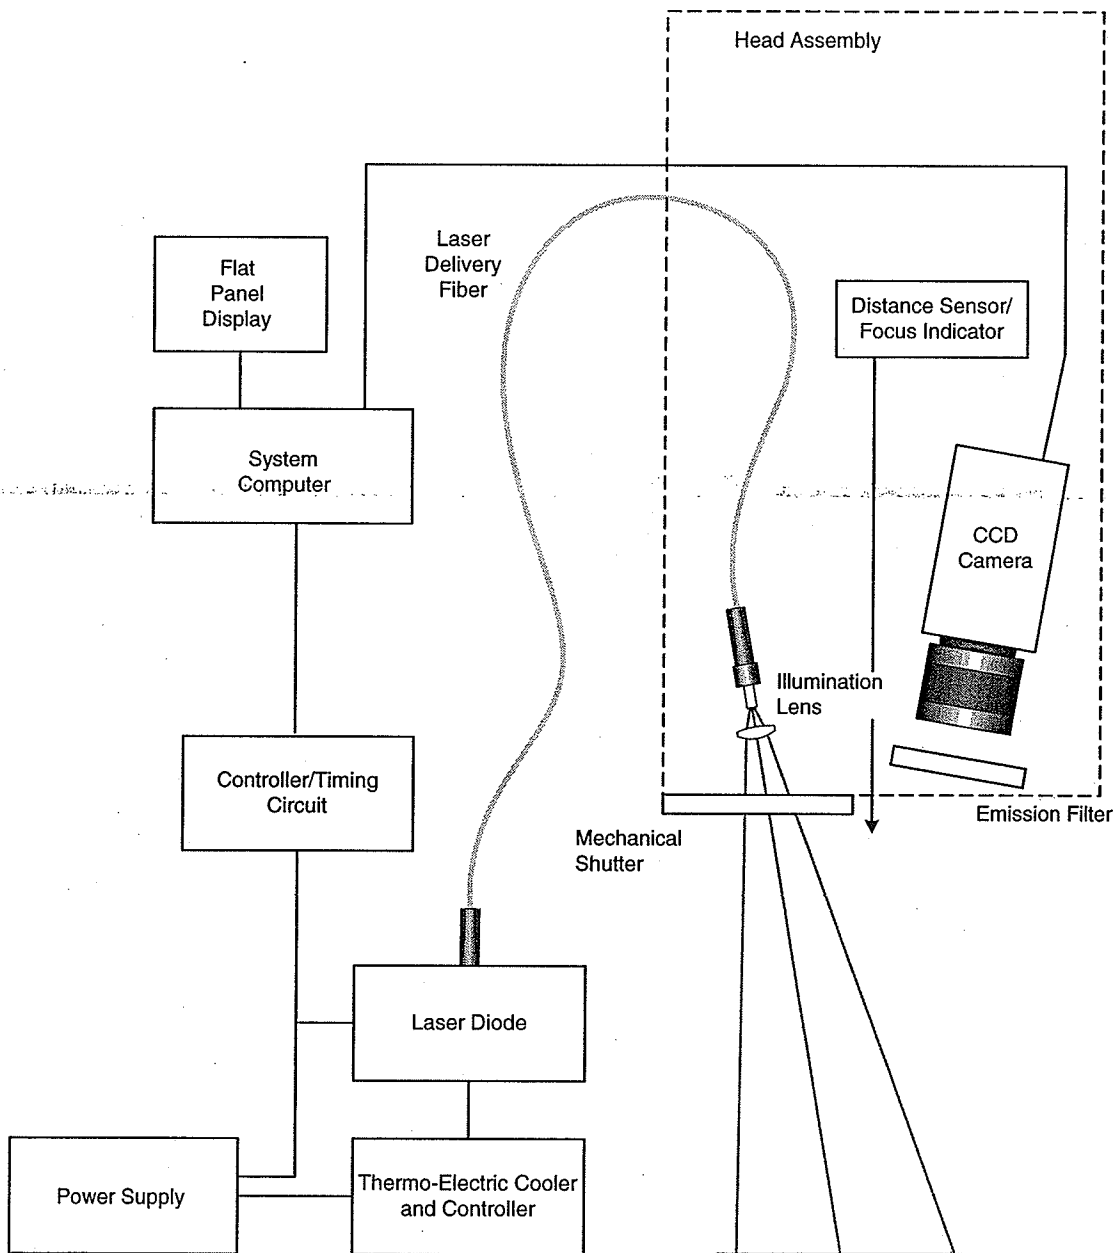 Head Assembly
Laser
Delivery
Fiber
Flat
Panel
Display
Distance Sensor/
Focus Indicator
System
Computer
CCD
Camera
Illumination
Lens
Controller/Timing
Circuit
Emission Filter
Mechanical
Shutter
Laser Diode
Power Supply
Thermo-Electric Cooler
and Controller